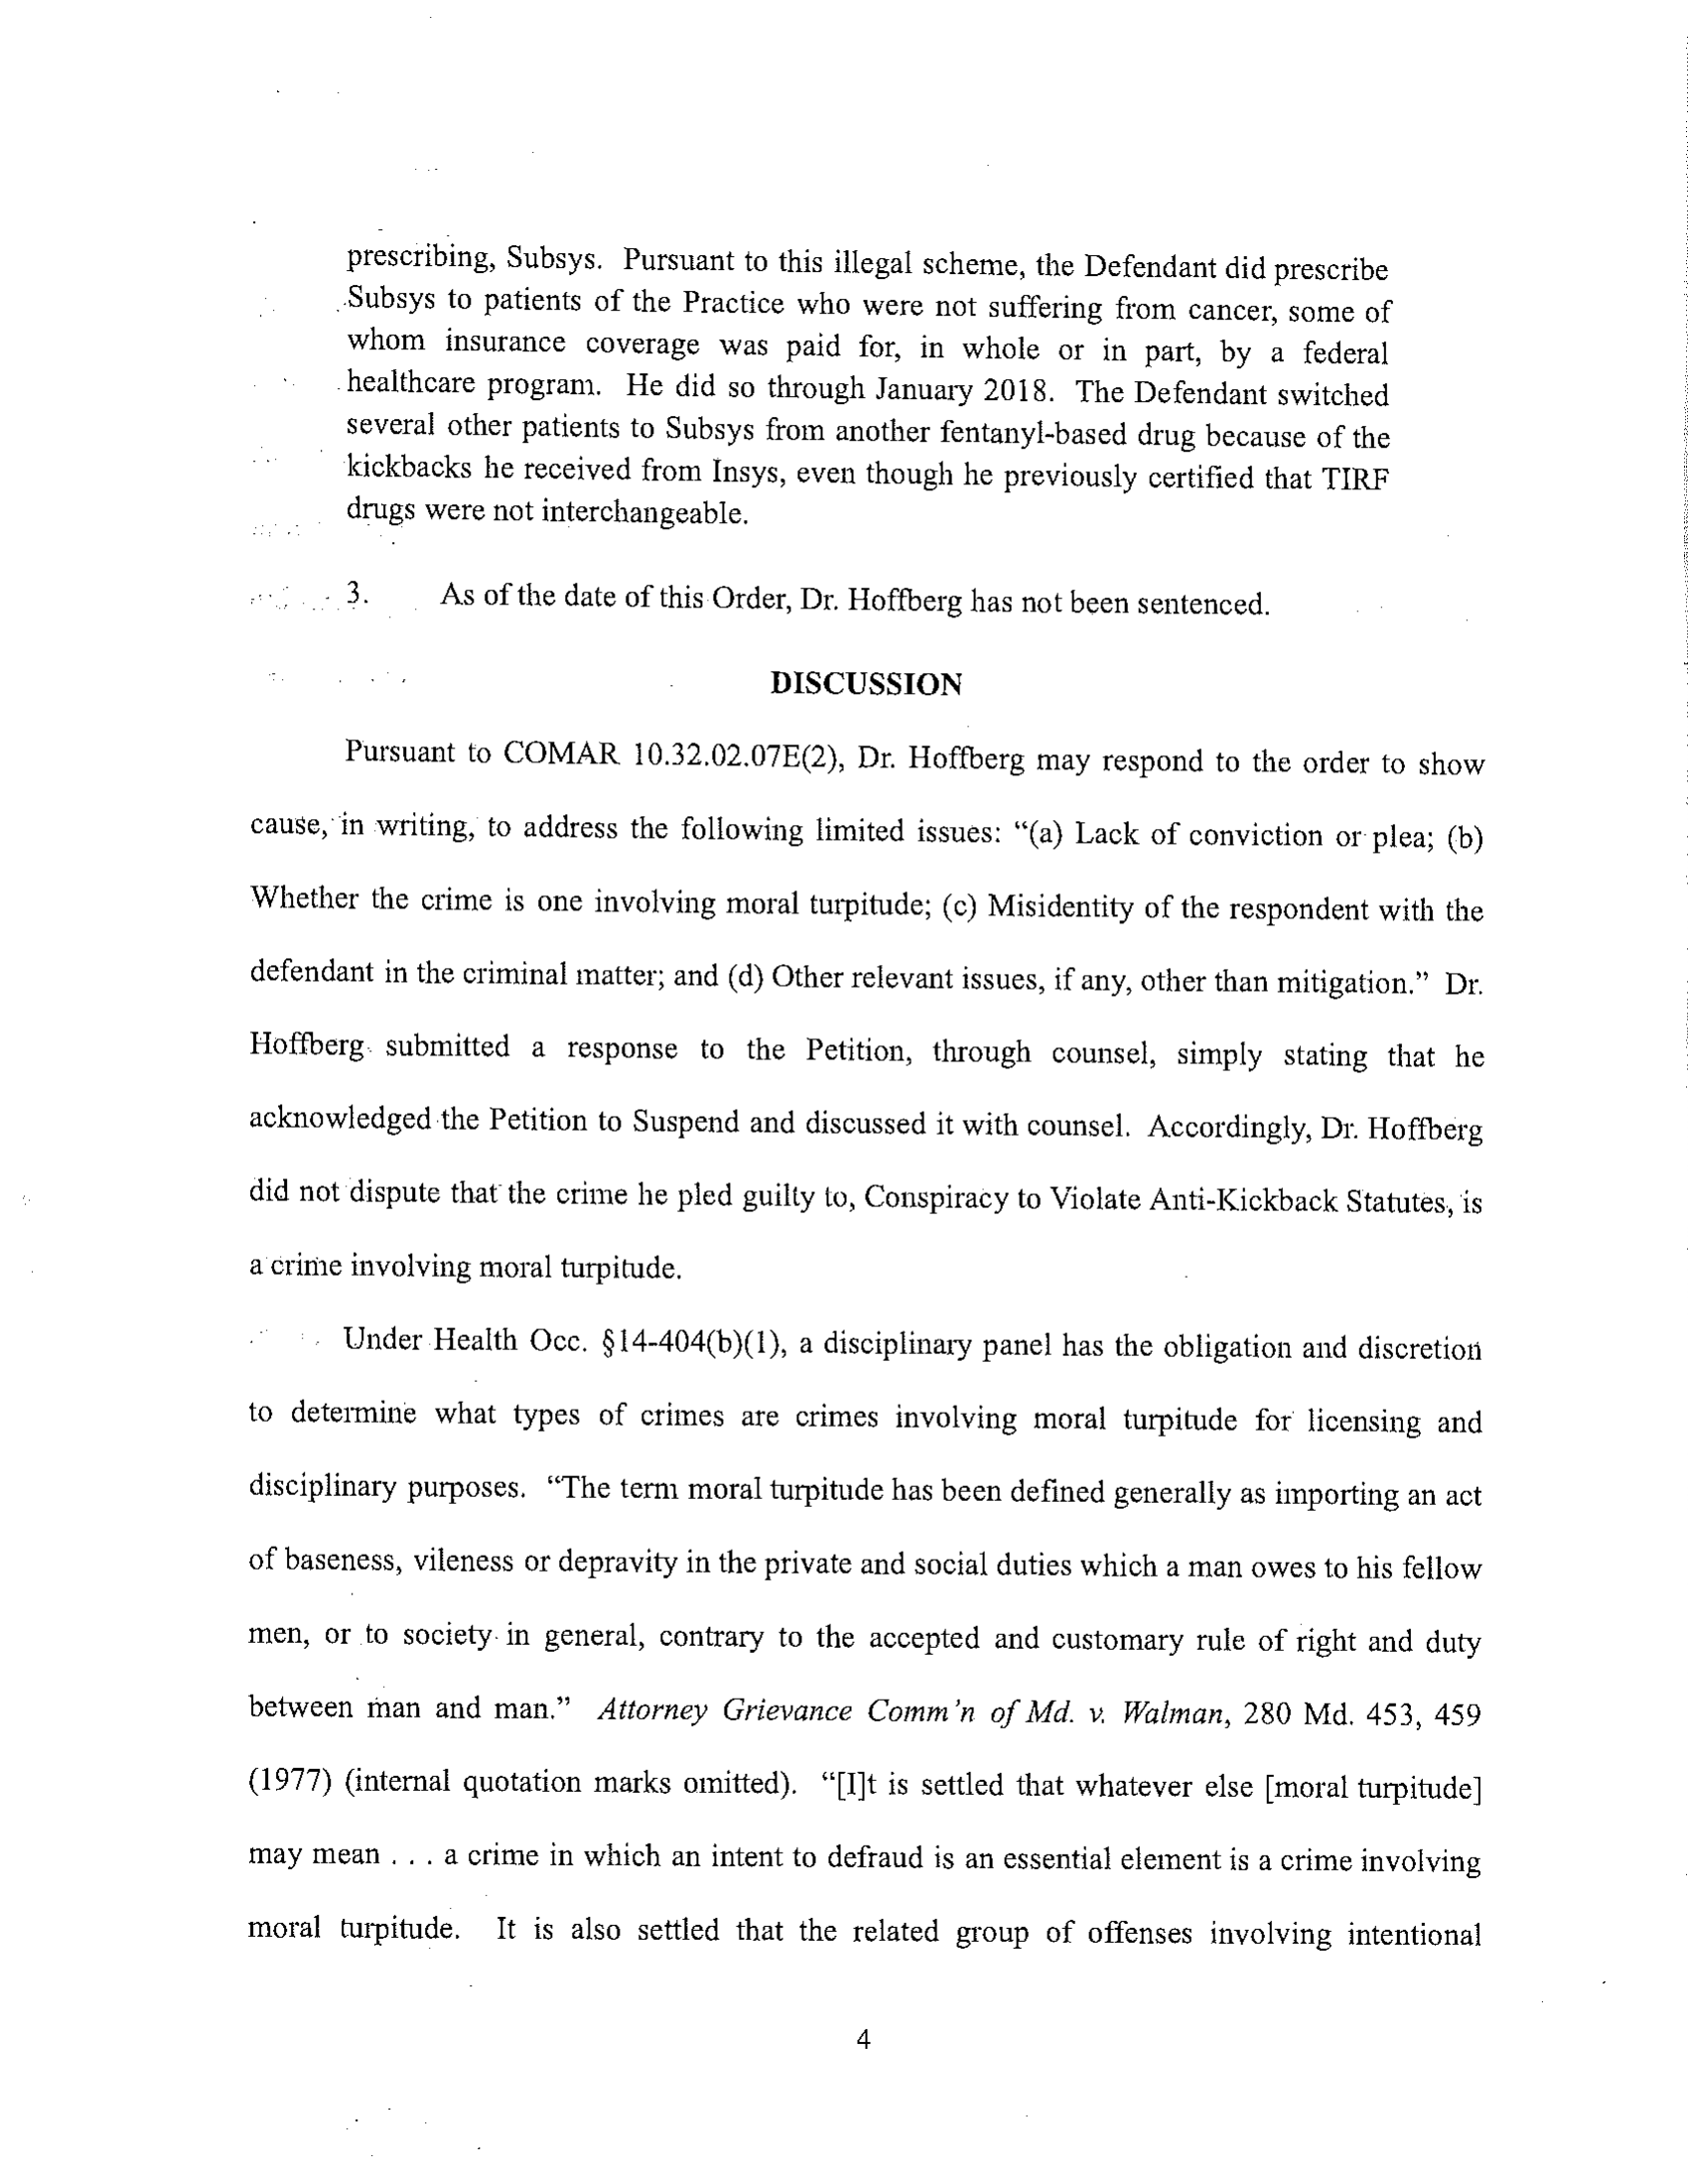 prescribing, Subsys. Pursuant to this illegal scheme, the Defendant did prescribe
Subsys to patients of the Practice who were not suffering from cancer, some of
whom insurance coverage was paid for, in whole or in part, by a federal
healthcare program. He did so through January 2018. The Defendant switched
several other patients to Subsys from another fentanyl-based drug because of the
kickbacks he received from Insys, even though he previously certified that TIRF
drugs were not interchangeable.
3. As of the date of this Order, Dr. Hoffberg has not been sentenced.
DISCUSSION
Pursuant to COMAR 10.32.02.07E(2), Dr. Hoffberg may respond to the order to show
cause, in writing, to address the following limited issues: “(a) Lack of conviction or plea; (b)
Whether the crime is one involving moral turpitude; (c) Misidentity of the respondent with the
defendant in the criminal matter; and (d) Other relevant issues, if any, other than mitigation.” Dr.
Hoffberg submitted a response to the Petition, through counsel, simply stating that he
acknowledged the Petition to Suspend and discussed it with counsel. Accordingly, Dr. Hoffberg
did not dispute that the crime he pled guilty to, Conspiracy to Violate Anti-Kickback Statutes, is
a crime involving moral turpitude.
Under Health Occ. §14-404(b)(1), a disciplinary panel has the obligation and discretion
to determine what types of crimes are crimes involving moral turpitude for licensing and
disciplinary purposes. “The term moral turpitude has been defined generally as importing an act
of baseness, vileness or depravity in the private and social duties which a man owes to his fellow
men, or to society in general, contrary to the accepted and customary rule of right and duty
between man and man.” Attorney Grievance Comm'n of Md. v. Walman, 280 Md. 453, 459
(1977) (internal quotation marks omitted). “[I]t is settled that whatever else [moral turpitude]
may mean . . . a crime in which an intent to defraud is an essential element is a crime involving
moral turpitude. It is also settled that the related group of offenses involving intentional
4